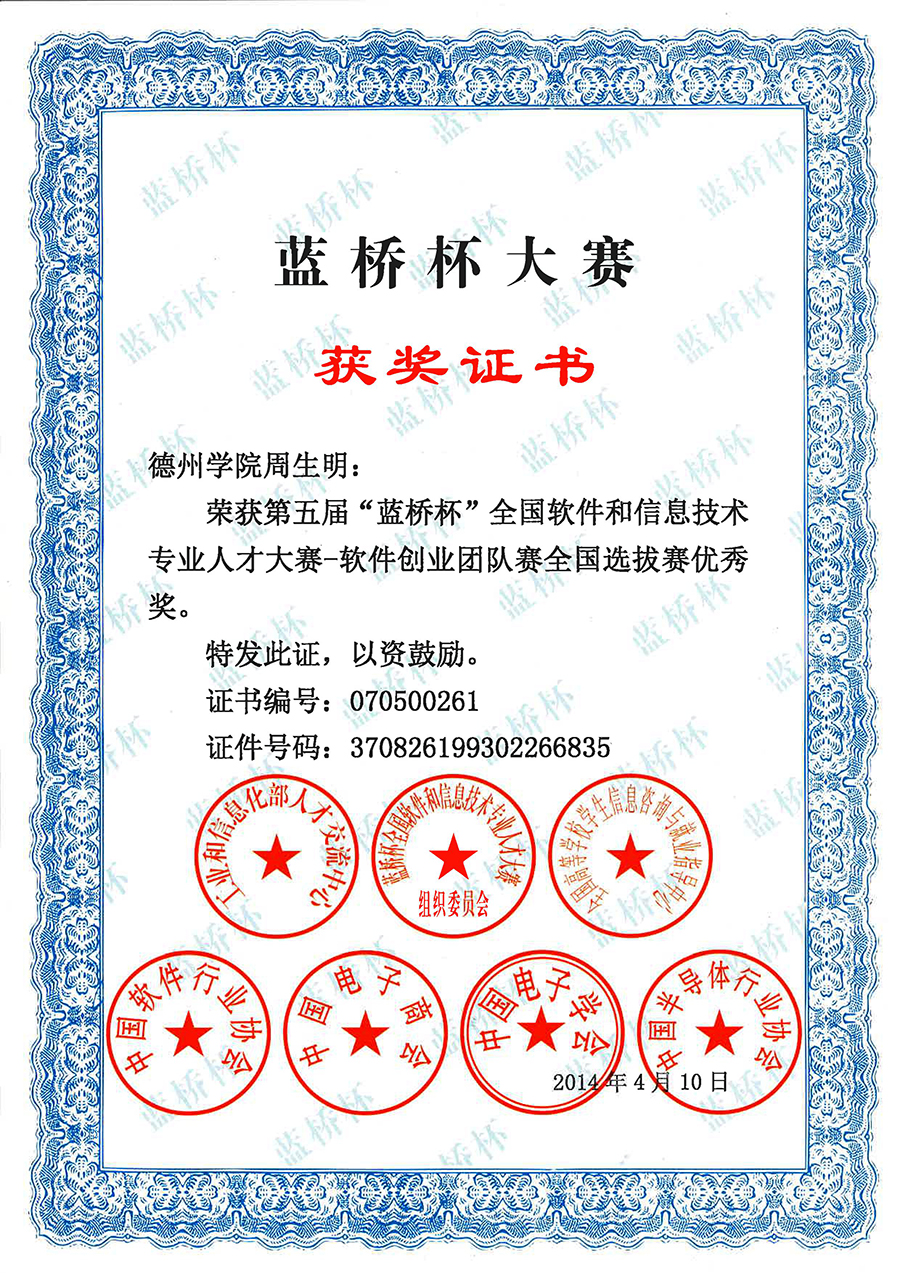 蓝桥杯大赛
获奖证书
德州学院周生明：
荣获第五届“蓝桥杯”全国软件和信息技术
专业人才大赛-软件创业团队赛全国选拔赛优秀
奖。
特发此证，以资鼓励。
证书编号：070500261
证件号码：370826199302266835
工业和信息化部人才交流中心
蓝桥杯全国软件和信息技术专业人才大赛
组织委员会
全国高等学校学生信息咨询与就业指导中心
中国软件行业协会
中国电子商会
中国电子学会
中国半导体行业协会
2014年4月10日